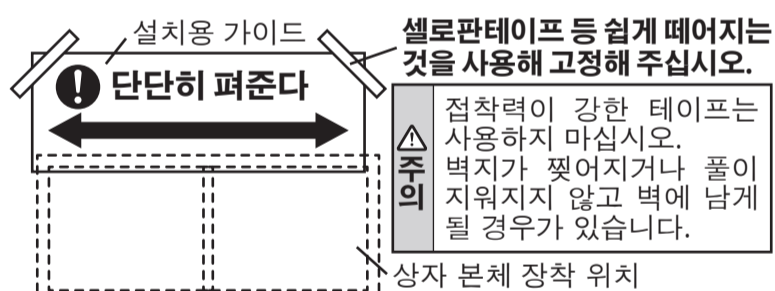 설치용 가이드
셀로판테이프 등 쉽게 떼어지는
것을 사용해 고정해 주십시오.
단단히 펴준다
주의
접착력이 강한 테이프는
사용하지 마십시오.
벽지가 찢어지거나 풀이
지워지지 않고 벽에 남게
될 경우가 있습니다.
상자 본체 장착 위치